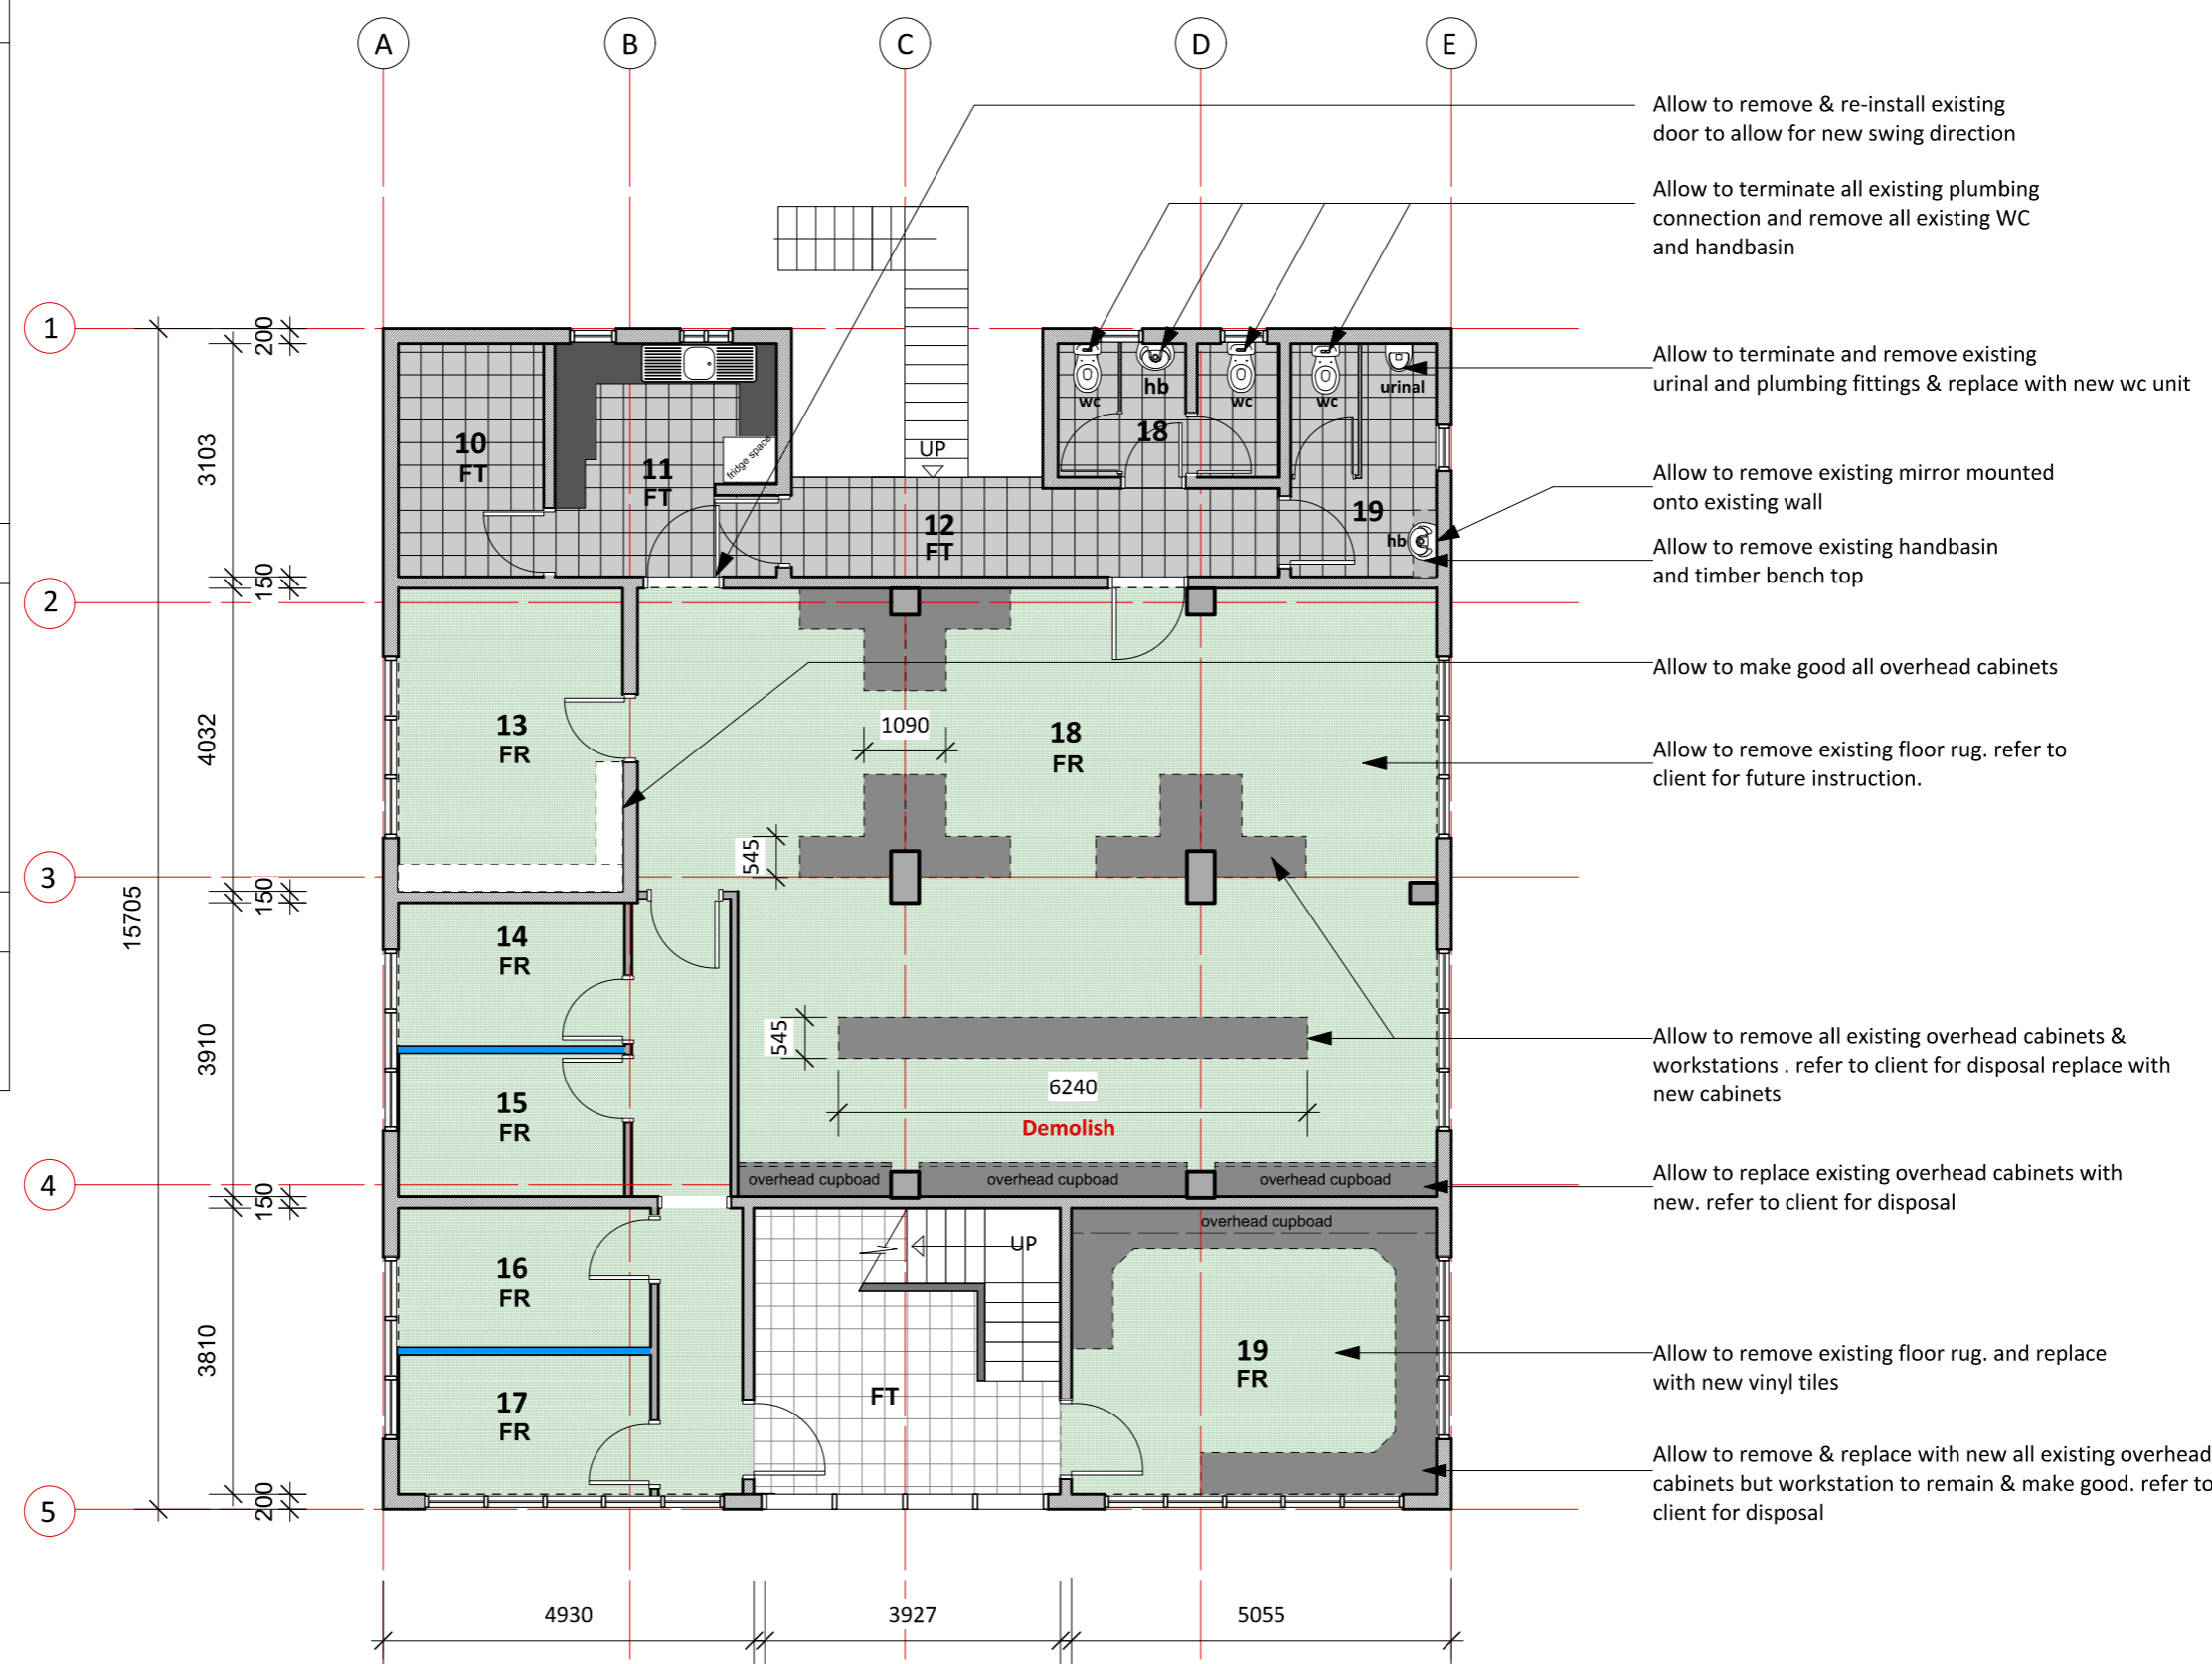 A
B
C
D
E
1
2
3
4
5
200
3103
150
4032
150
3910
150
3810
200
15705
Allow to remove & re-install existing
door to allow for new swing direction
Allow to terminate all existing plumbing
connection and remove all existing WC
and handbasin
Allow to terminate and remove existing
urinal and plumbing fittings & replace with new wc unit
Allow to remove existing mirror mounted
onto existing wall
Allow to remove existing handbasin
and timber bench top
Allow to make good all overhead cabinets
Allow to remove existing floor rug. refer to
client for future instruction.
Allow to remove all existing overhead cabinets &
workstations . refer to client for disposal replace with
new cabinets
Allow to replace existing overhead cabinets with
new. refer to client for disposal
Allow to remove existing floor rug. and replace
with new vinyl tiles
Allow to remove & replace with new all existing overhead
cabinets but workstation to remain & make good. refer to
client for disposal
10
FT
11
FT
fridge space
UP
12
FT
wc
hb
18
wc
wc
urinal
19
hb
13
FR
1090
18
FR
545
14
FR
15
FR
545
6240
Demolish
overhead cupboad
overhead cupboad
overhead cupboad
16
FR
17
FR
UP
FT
overhead cupboad
19
FR
4930
3927
5055